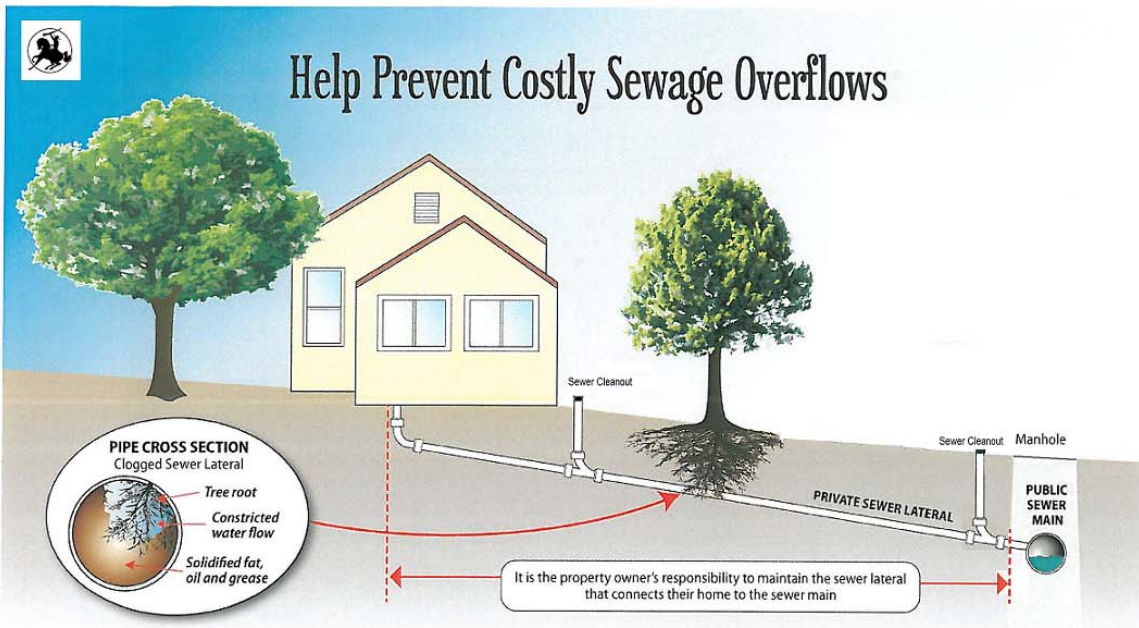 Help Prevent Costly Sewage Overflows
Sewer Cleanout
Sewer Cleanout
Manhole
PIPE CROSS SECTION
Clogged Sewer Lateral
Tree root
Constricted
water flow
Solidified fat,
oil and grease
PRIVATE SEWER LATERAL
PUBLIC
SEWER
MAIN
It is the property owner's responsibility to maintain the sewer lateral
that connects their home to the sewer main